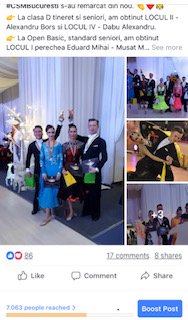 #CSMBucuresti s-au remarcat din nou.
La clasa D tineret si seniori, am obtinut LOCUL II -
Alexandru Bors si LOCUL IV - Dabu Alexandru.
La Open Basic, standard seniori, am obtinut
LOCUL I perechea Eduard Mihai - Musat M... See more
86
17 comments 8 shares
Like Comment Share
7.063 people reached >
Boost Post